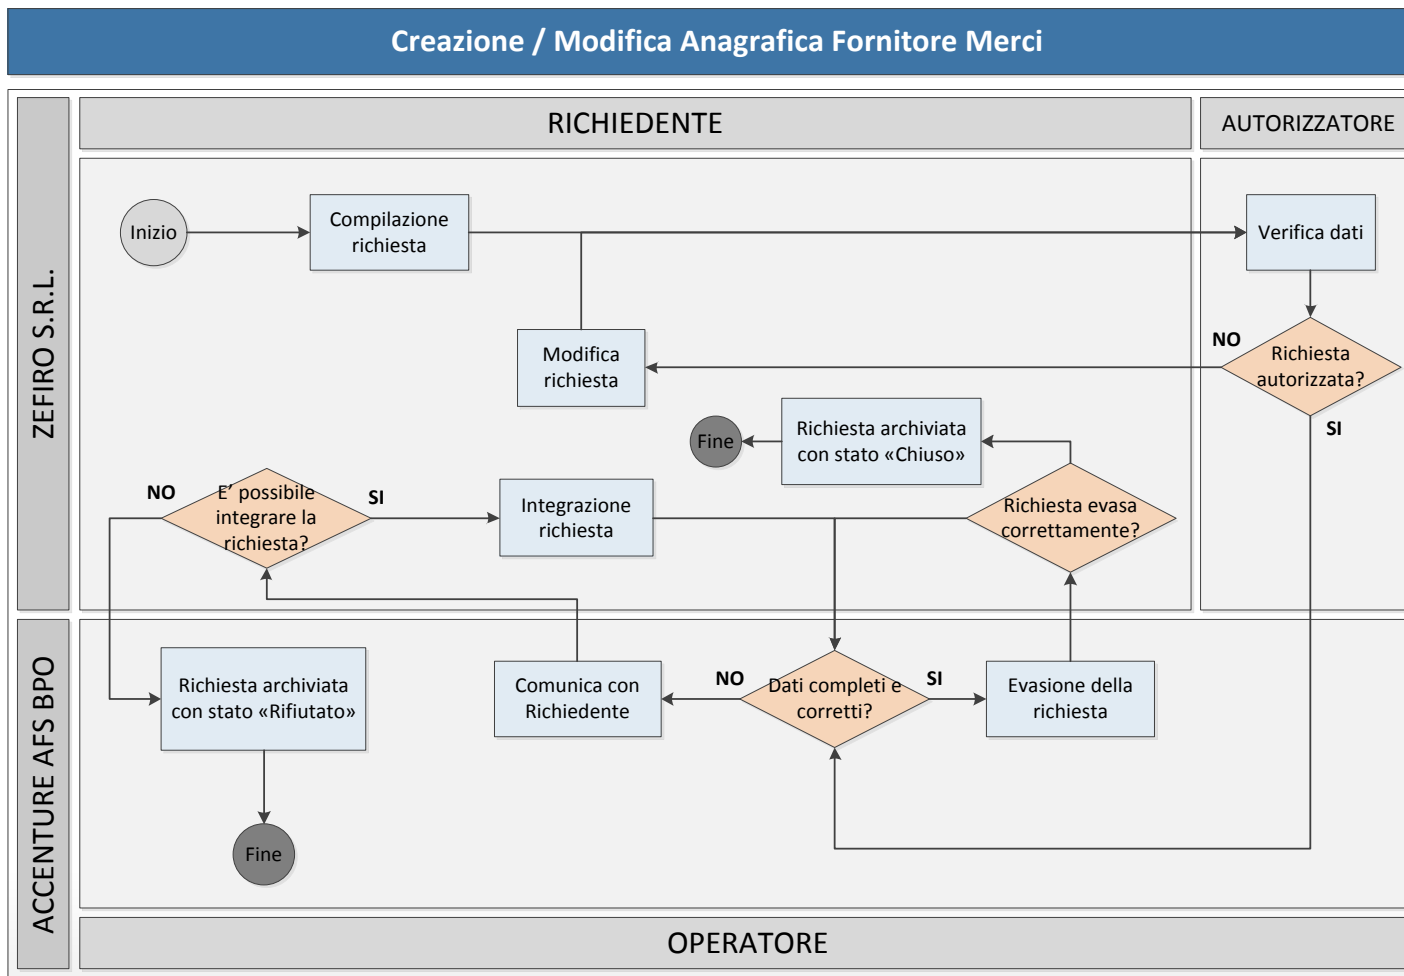 Creazione / Modifica Anagrafica Fornitore Merci
RICHIEDENTE
AUTORIZZATORE
ZEFIRO S.R.L.
Inizio
Compilazione
richiesta
Verifica dati
Modifica
richiesta
NO
Richiesta
autorizzata?
SI
Fine
Richiesta archiviata
con stato «Chiuso»
NO
E’ possibile
integrare la
richiesta?
SI
Integrazione
richiesta
Richiesta evasa
correttamente?
ACCENTURE AFS BPO
Richiesta archiviata
con stato «Rifiutato»
Comunica con
Richiedente
NO
Dati completi e
corretti?
SI
Evasione della
richiesta
Fine
OPERATORE